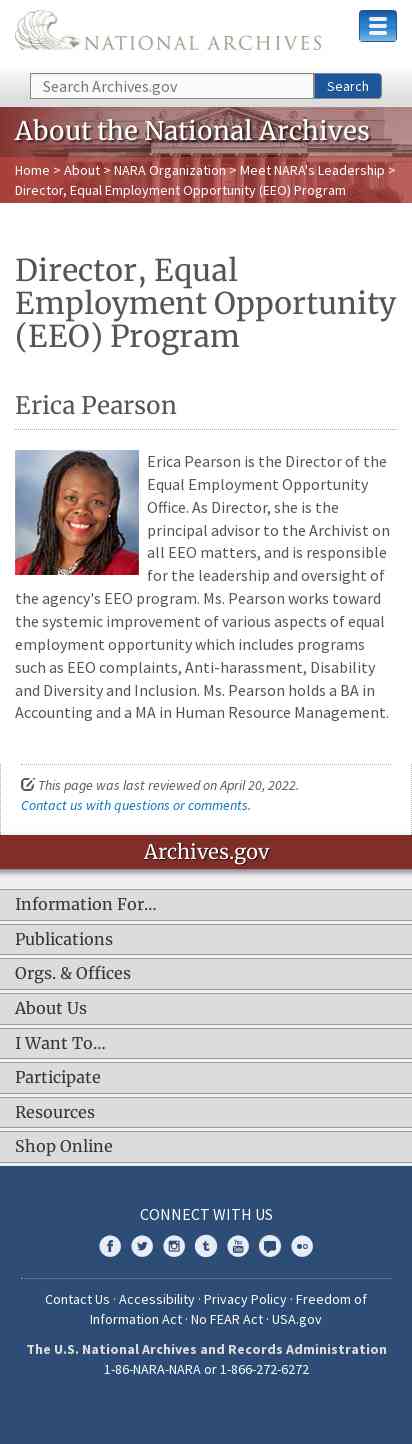 NATIONAL ARCHIVES
Search Archives.gov
Search
About the National Archives
Home > About > NARA Organization > Meet NARA's Leadership >
Director, Equal Employment Opportunity (EEO) Program
Director, Equal
Employment Opportunity
(EEO) Program
Erica Pearson
Erica Pearson is the Director of the
Equal Employment Opportunity
Office. As Director, she is the
principal advisor to the Archivist on
all EEO matters, and is responsible
for the leadership and oversight of
the agency's EEO program. Ms. Pearson works toward
the systemic improvement of various aspects of equal
employment opportunity which includes programs
such as EEO complaints, Anti-harassment, Disability
and Diversity and Inclusion. Ms. Pearson holds a BA in
Accounting and a MA in Human Resource Management.
This page was last reviewed on April 20, 2022.
Contact us with questions or comments.
Archives.gov
Information For…
Publications
Orgs. & Offices
About Us
I Want To…
Participate
Resources
Shop Online
CONNECT WITH US
Contact Us · Accessibility · Privacy Policy · Freedom of
Information Act · No FEAR Act · USA.gov
The U.S. National Archives and Records Administration
1-86-NARA-NARA or 1-866-272-6272